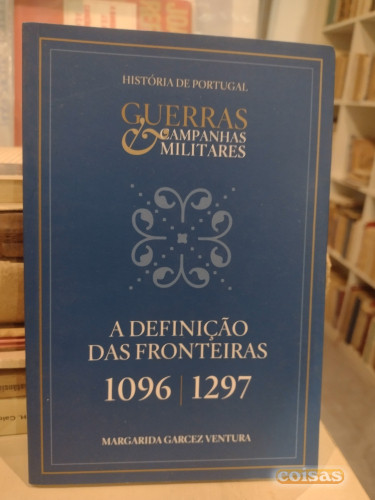 HISTÓRIA DE PORTUGAL
GUERRAS
& CAMPANHAS
MILITARES
A DEFINIÇÃO
DAS FRONTEIRAS
1096 | 1297
MARGARIDA GARCEZ VENTURA
coisas